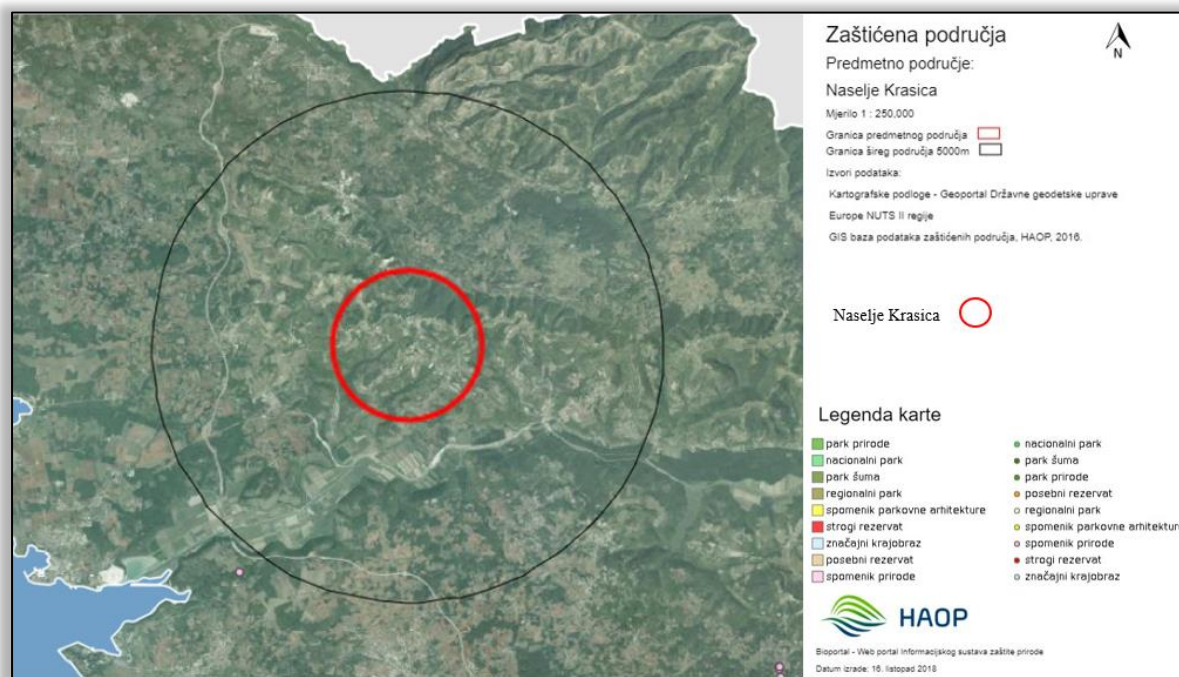 Zaštićena područja
N
Predmetno područje:
Naselje Krasica
Mjerilo 1 : 250,000
Granica predmetnog područja
Granica šireg područja 5000m
Izvori podataka:
Kartografske podloge - Geoportal Državne geodetske uprave
Europe NUTS II regije
GIS baza podataka zaštićenih područja, HAOP, 2016.
Naselje Krasica
Legenda karte
park prirode
nacionalni park
park šuma
regionalni park
spomenik parkovne arhitekture
strogi rezervat
značajni krajobraz
posebni rezervat
spomenik prirode
nacionalni park
park šuma
park prirode
posebni rezervat
regionalni park
spomenik parkovne arhitekture
spomenik prirode
strogi rezervat
značajni krajobraz
HAOP
Bioportal - Web portal Informacijskog sustava zaštite prirode
Datum izrade: 16. listopad 2018